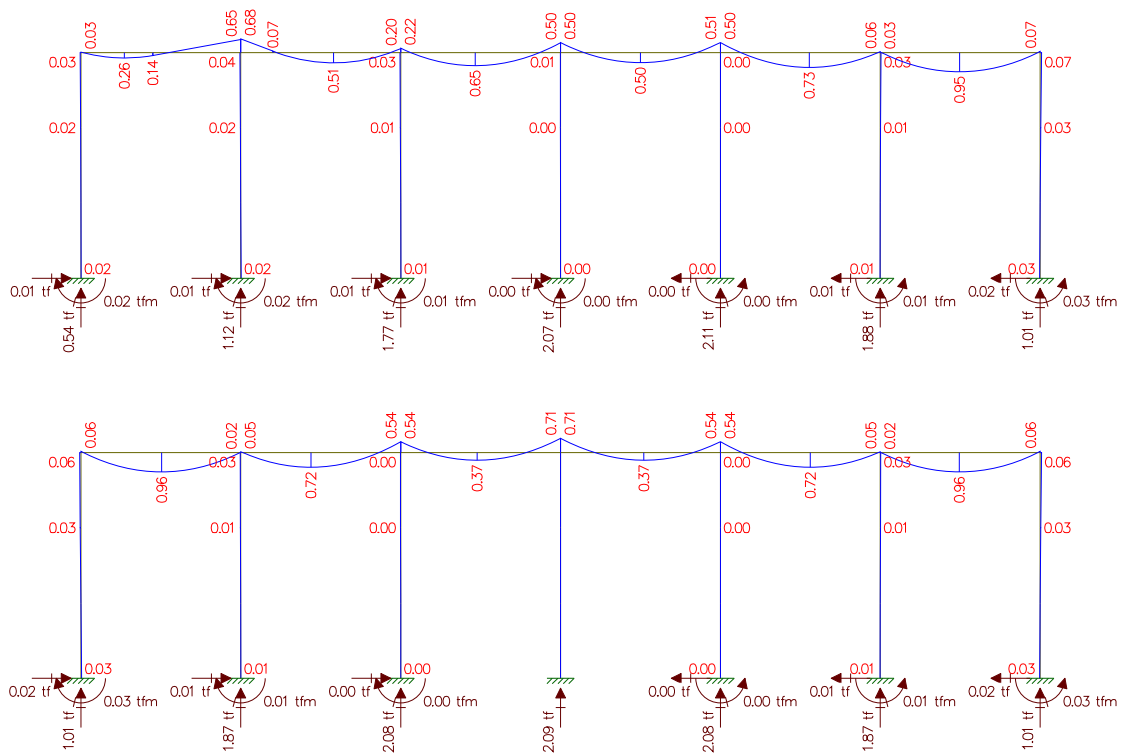 0.03 0.65 0.68 0.07 0.20 0.22 0.50 0.50 0.51 0.50 0.06 0.03 0.07
0.03 0.26 0.14 0.04 0.51 0.03 0.65 0.01 0.50 0.00 0.73 0.03 0.95 0.07
0.02 0.02 0.01 0.00 0.00 0.01 0.03
0.02 0.02 0.01 0.00 0.00 0.01 0.03
0.01 tf 0.02 tfm 0.01 tf 0.02 tfm 0.01 tf 0.01 tfm 0.00 tf 0.00 tfm 0.00 tf 0.00 tfm 0.01 tf 0.01 tfm 0.02 tf 0.03 tfm
0.54 tf 1.12 tf 1.77 tf 2.07 tf 2.11 tf 1.88 tf 1.01 tf
0.06 0.02 0.05 0.54 0.54 0.71 0.71 0.54 0.54 0.05 0.02 0.06
0.06 0.96 0.03 0.72 0.00 0.37 0.37 0.00 0.72 0.03 0.96 0.06
0.03 0.01 0.00 0.00 0.01 0.03
0.03 0.01 0.00 0.00 0.01 0.03
0.02 tf 0.03 tfm 0.01 tf 0.01 tfm 0.00 tf 0.00 tfm 0.00 tf 0.00 tfm 0.01 tf 0.01 tfm 0.02 tf 0.03 tfm
1.01 tf 1.87 tf 2.08 tf 2.09 tf 2.08 tf 1.87 tf 1.01 tf